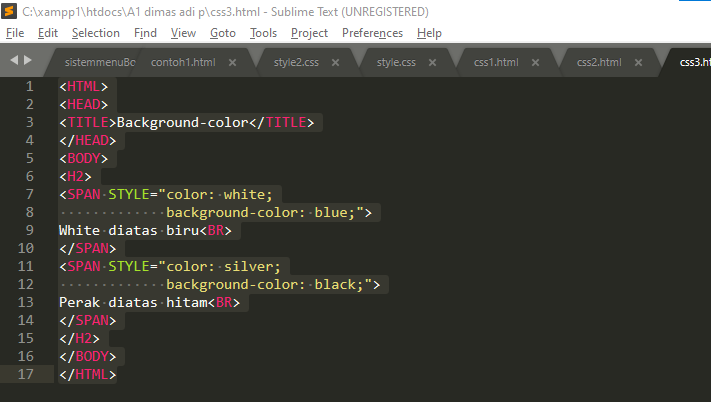 C:\xampp1\htdocs\A1 dimas adi p\css3.html - Sublime Text (UNREGISTERED)
File Edit Selection Find View Goto Tools Project Preferences Help
sistemmenuBo contoh1.html × style2.css × style.css × css1.html × css2.html × css3.ht
1 <HTML>
2 <HEAD>
3 <TITLE>Background-color</TITLE>
4 </HEAD>
5 <BODY>
6 <H2>
7 <SPAN STYLE="color: white;
8 background-color: blue;">
9 White diatas biru<BR>
10 </SPAN>
11 <SPAN STYLE="color: silver;
12 background-color: black;">
13 Perak diatas hitam<BR>
14 </SPAN>
15 </H2>
16 </BODY>
17 </HTML>